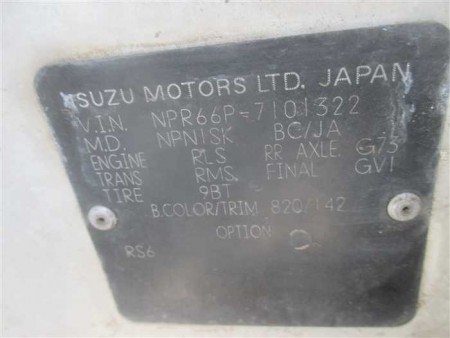 ISUZU MOTORS LTD. JAPAN
V.I.N. NPR66P-7101322
M.D. NPN1SK BC/JA
ENGINE RLS RR AXLE. G73
TRANS RMS. FINAL GV1
TIRE 9BT
B.COLOR/TRIM 820/142
OPTION
RS6